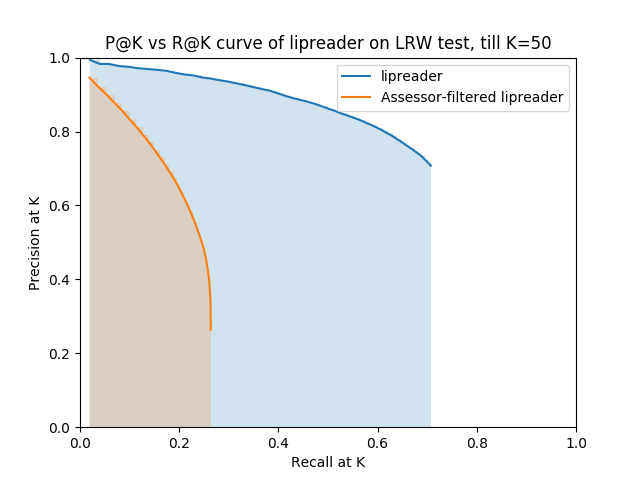 P@K vs R@K curve of lipreader on LRW test, till K=50
lipreader
Assessor-filtered lipreader
Precision at K
1.0
0.8
0.6
0.4
0.2
0.0
0.0 0.2 0.4 0.6 0.8 1.0
Recall at K